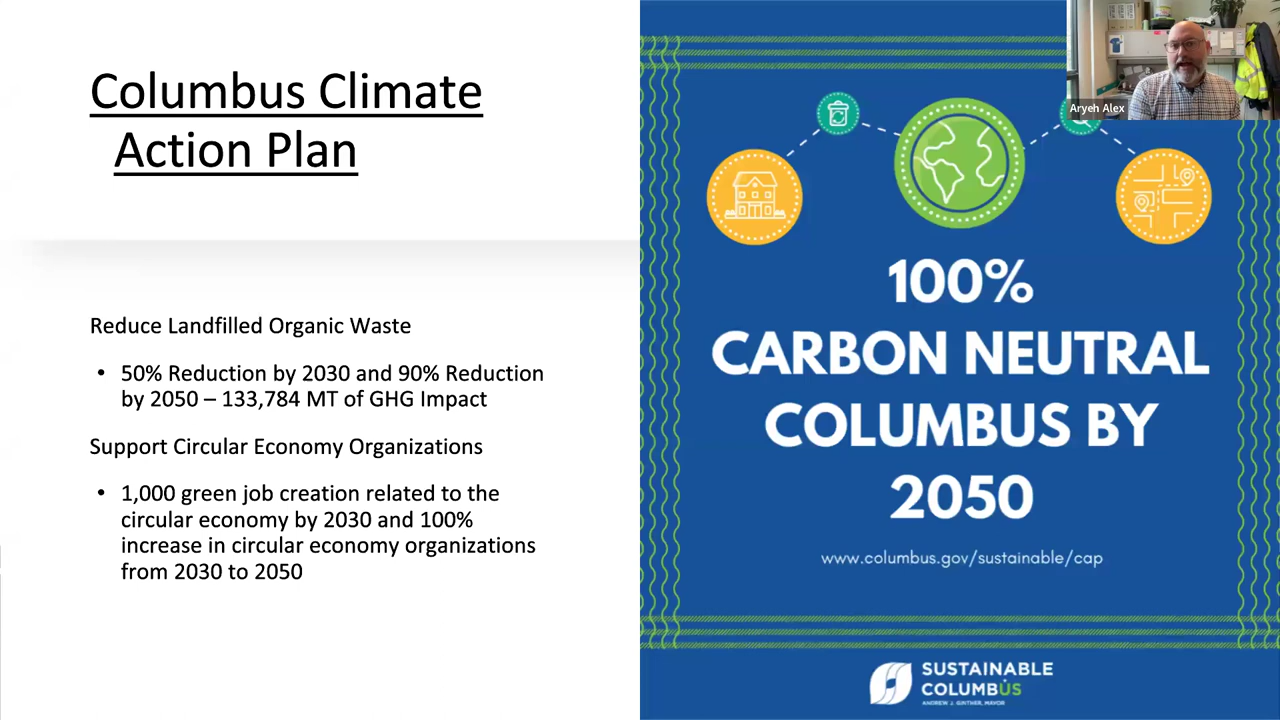 Columbus Climate
Action Plan
Reduce Landfilled Organic Waste
• 50% Reduction by 2030 and 90% Reduction
by 2050 – 133,784 MT of GHG Impact
Support Circular Economy Organizations
• 1,000 green job creation related to the
circular economy by 2030 and 100%
increase in circular economy organizations
from 2030 to 2050
Aryeh Alex
100%
CARBON NEUTRAL
COLUMBUS BY
2050
www.columbus.gov/sustainable/cap
SUSTAINABLE
COLUMBUS
ANDREW J. GINTHER, MAYOR